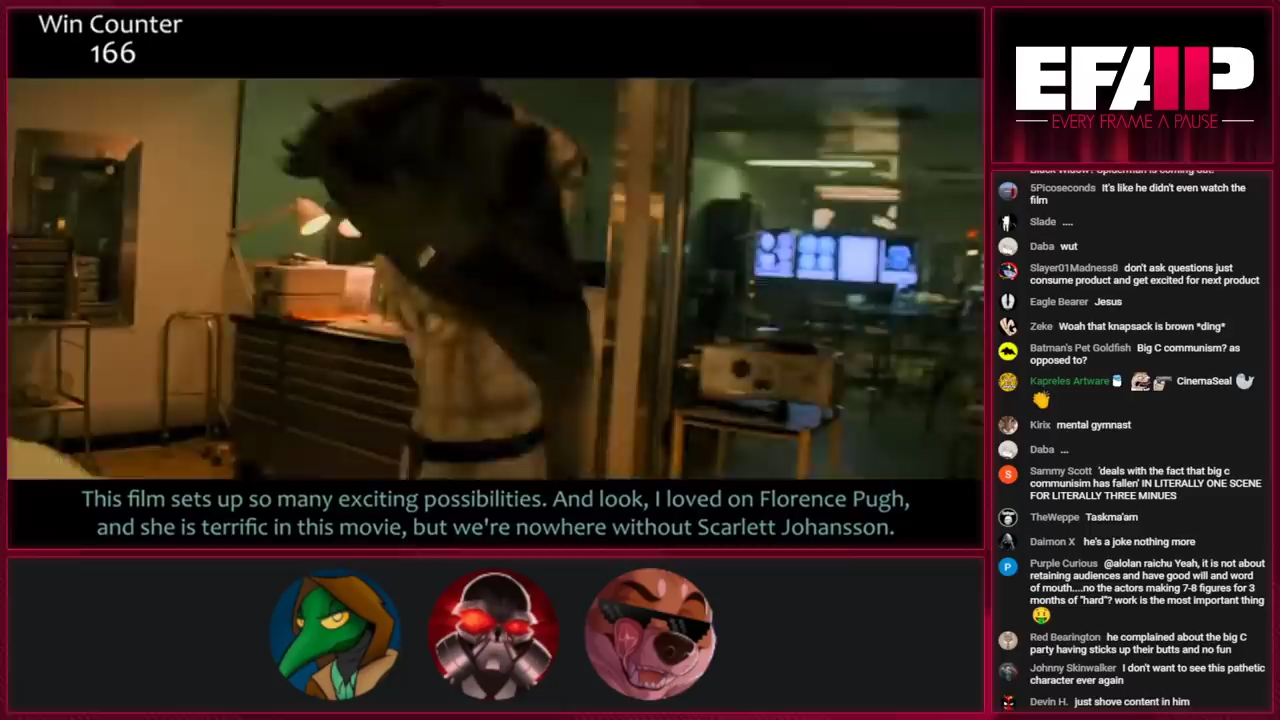 Win Counter
166
This film sets up so many exciting possibilities. And look, I loved on Florence Pugh,
and she is terrific in this movie, but we're nowhere without Scarlett Johansson.
EFAP
EVERY FRAME A PAUSE
5Picoseconds It's like he didn't even watch the
film
Slade ....
Daba wut
Slayer01Madness8 don't ask questions just
consume product and get excited for next product
Eagle Bearer Jesus
Zeke Woah that knapsack is brown *ding*
Batman's Pet Goldfish Big C communism? as
opposed to?
Kapreles Artware CinemaSeal
Kirix mental gymnast
Daba ...
Sammy Scott 'deals with the fact that big c
communisim has fallen' IN LITERALLY ONE SCENE
FOR LITERALLY THREE MINUES
TheWeppe Taskma'am
Daimon X he's a joke nothing more
Purple Curious @alolan raichu Yeah, it is not about
retaining audiences and have good will and word
of mouth....no the actors making 7-8 figures for 3
months of "hard"? work is the most important thing
Red Bearington he complained about the big C
party having sticks up their butts and no fun
Johnny Skinwalker I don't want to see this pathetic
character ever again
Devin H. just shove content in him